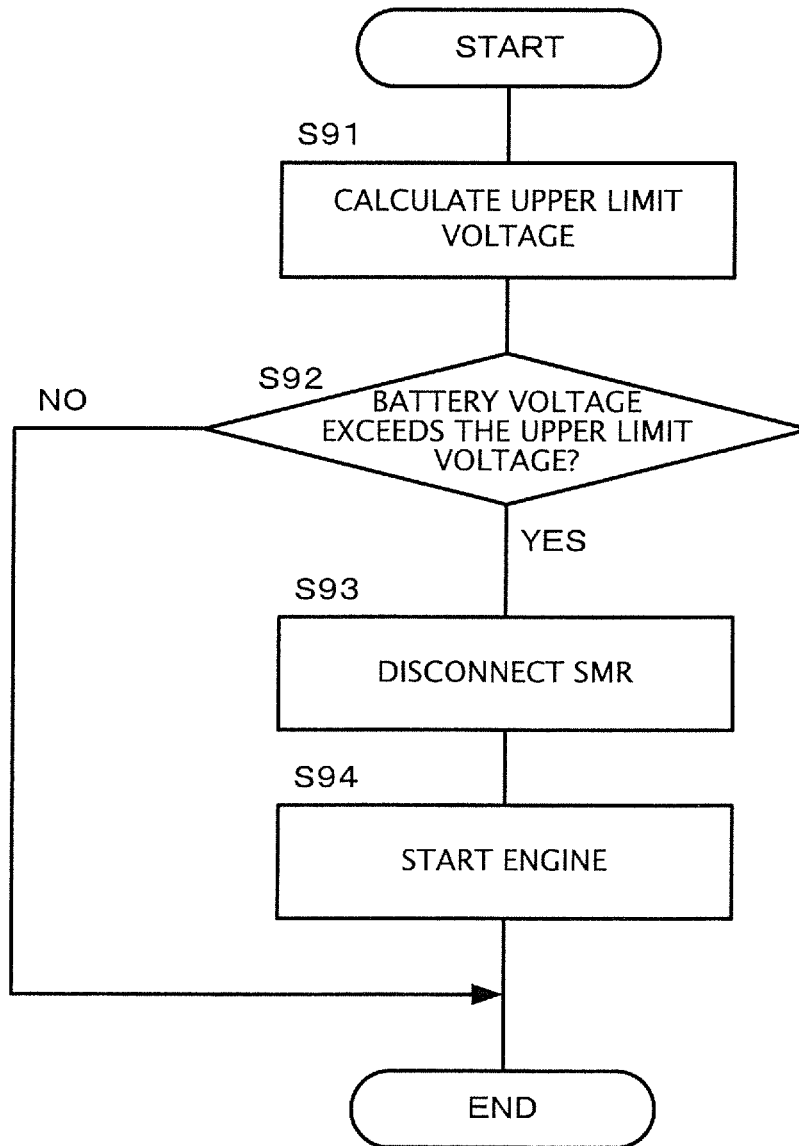 START
S91
CALCULATE UPPER LIMIT
VOLTAGE
S92
NO
BATTERY VOLTAGE
EXCEEDS THE UPPER LIMIT
VOLTAGE?
YES
S93
DISCONNECT SMR
S94
START ENGINE
END